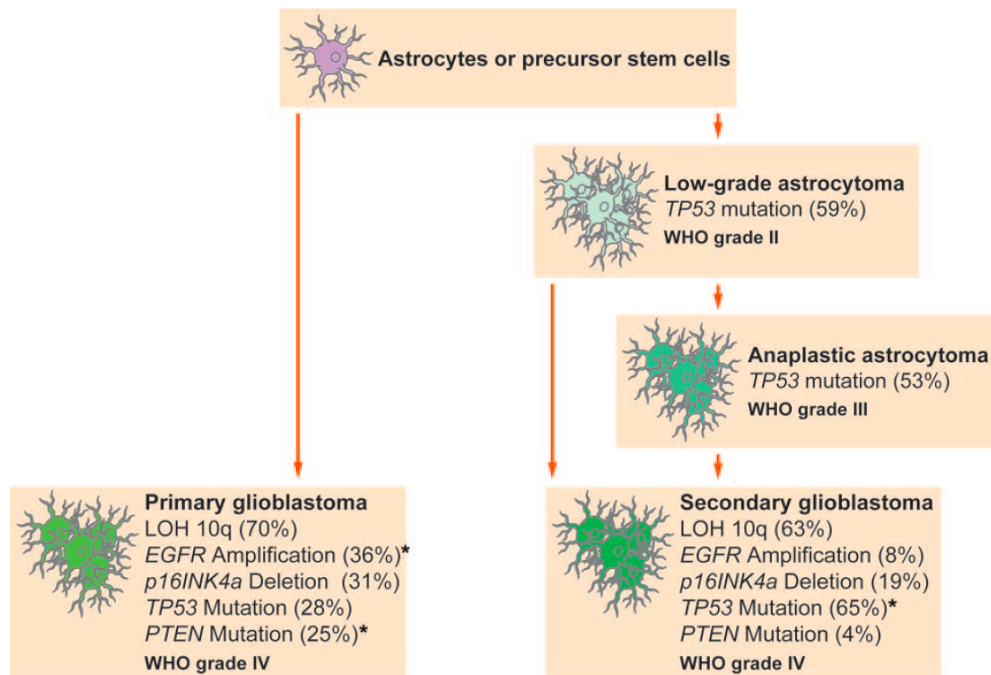 Astrocytes or precursor stem cells
Low-grade astrocytoma
TP53 mutation (59%)
WHO grade II
Anaplastic astrocytoma
TP53 mutation (53%)
WHO grade III
Primary glioblastoma
LOH 10q (70%)
EGFR Amplification (36%)*
p16INK4a Deletion (31%)
TP53 Mutation (28%)
PTEN Mutation (25%)*
WHO grade IV
Secondary glioblastoma
LOH 10q (63%)
EGFR Amplification (8%)
p16INK4a Deletion (19%)
TP53 Mutation (65%)*
PTEN Mutation (4%)
WHO grade IV